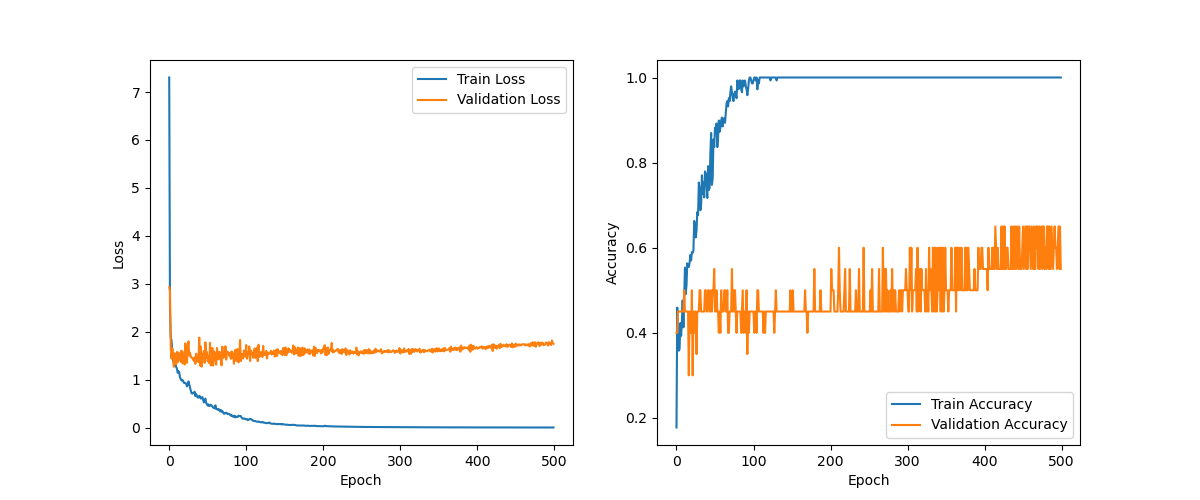 Train Loss
Validation Loss
7
6
5
4
3
2
1
0
Loss
0 100 200 300 400 500
Epoch
1.0
0.8
0.6
0.4
0.2
Accuracy
Train Accuracy
Validation Accuracy
0 100 200 300 400 500
Epoch